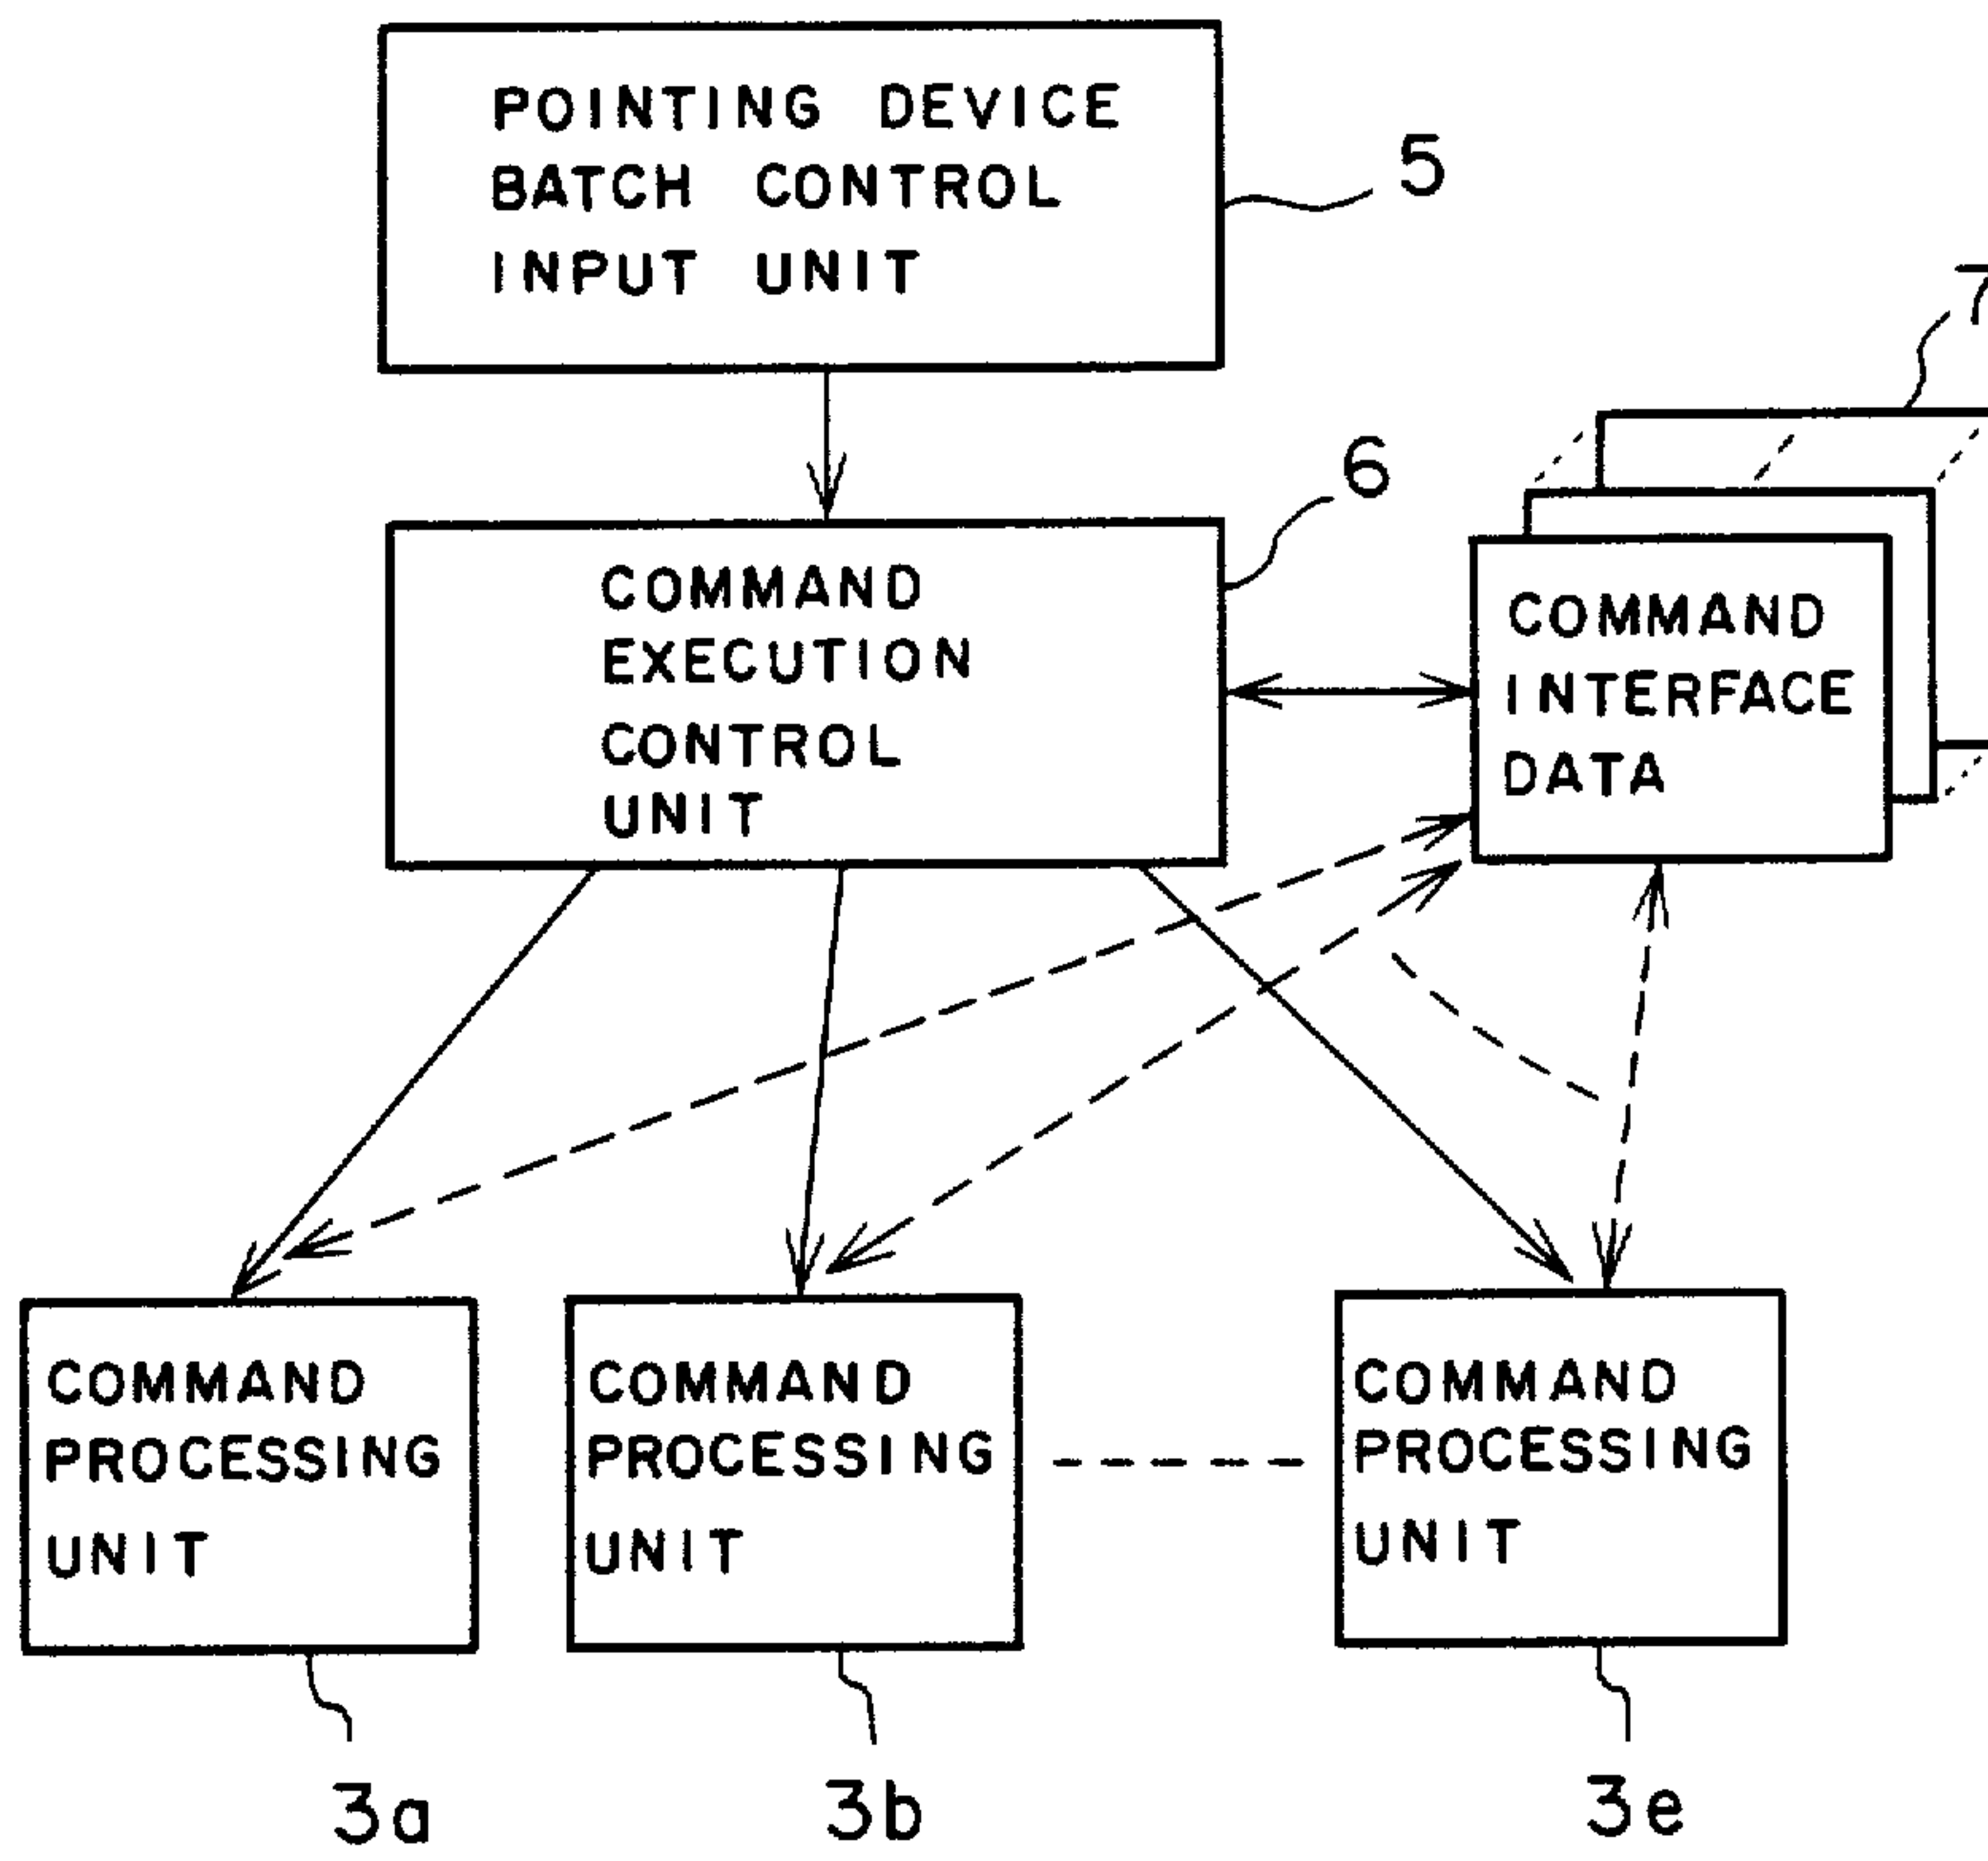 POINTING DEVICE
BATCH CONTROL
INPUT UNIT
5
7
6
COMMAND
EXECUTION
CONTROL
UNIT
COMMAND
INTERFACE
DATA
COMMAND
PROCESSING
UNIT
COMMAND
PROCESSING
UNIT
COMMAND
PROCESSING
UNIT
3a
3b
3e